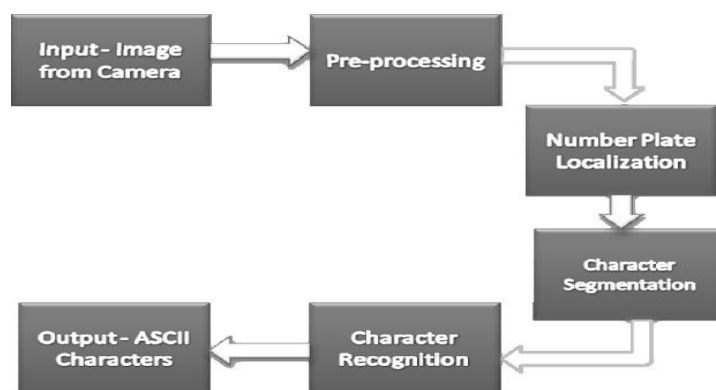 Input - Image
from Camera
Pre-processing
Number Plate
Localization
Character
Segmentation
Character
Recognition
Output - ASCII
Characters